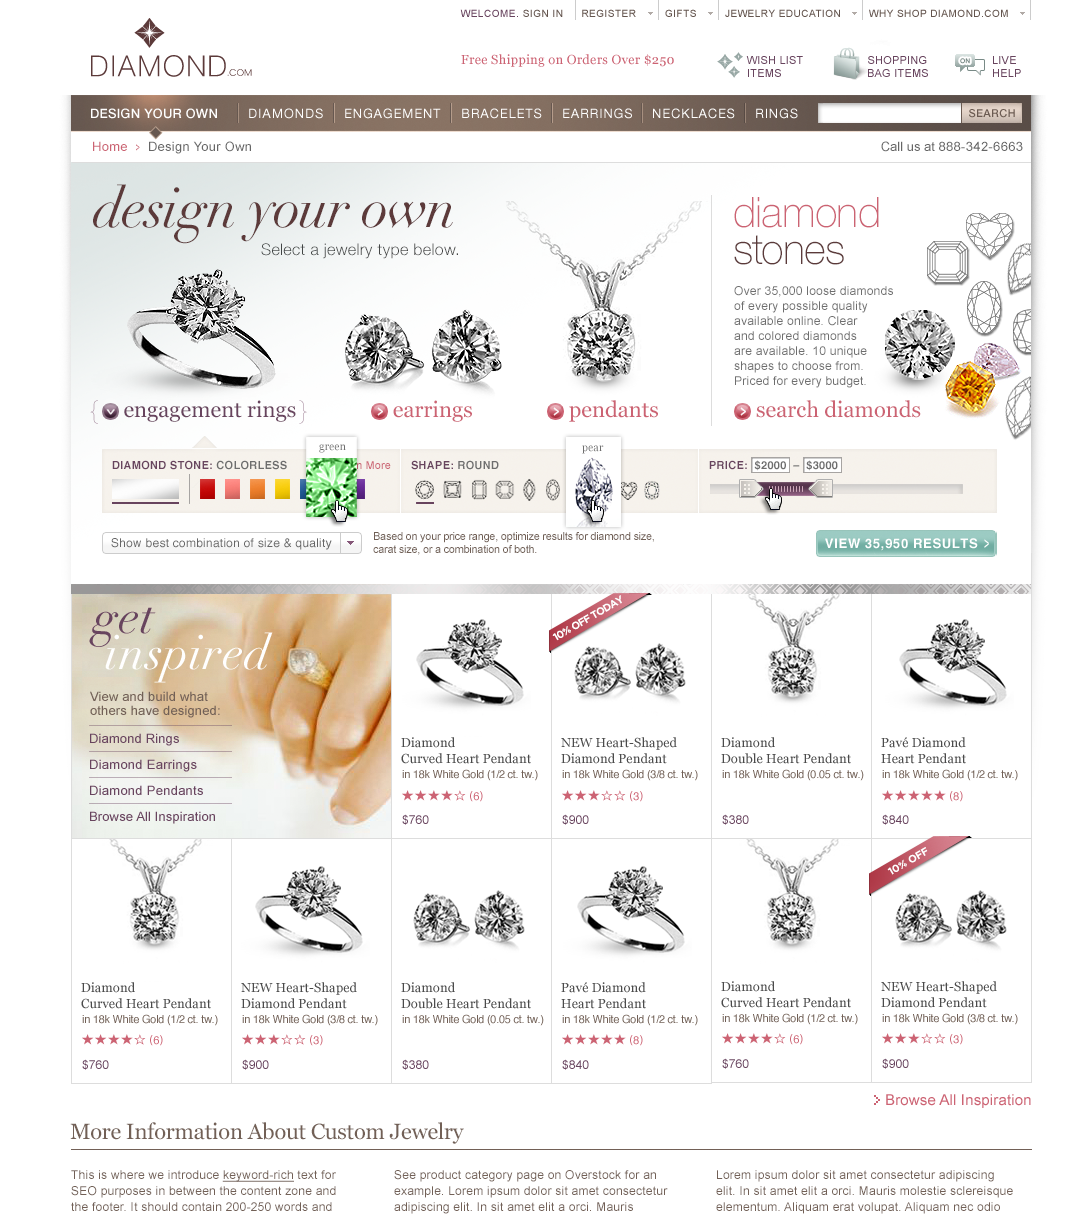 WELCOME. SIGN IN
REGISTER
GIFTS
JEWELRY EDUCATION
WHY SHOP DIAMOND.COM
DIAMOND.COM
Free Shipping on Orders Over $250
WISH LIST
ITEMS
SHOPPING
BAG ITEMS
ON
LIVE
HELP
DESIGN YOUR OWN
DIAMONDS
ENGAGEMENT
BRACELETS
EARRINGS
NECKLACES
RINGS
SEARCH
Home > Design Your Own
Call us at 888-342-6663
design your own
Select a jewelry type below.
engagement rings
earrings
pendants
diamond
stones
Over 35,000 loose diamonds
of every possible quality
available online. Clear
and colored diamonds
are available. 10 unique
shapes to choose from.
Priced for every budget.
search diamonds
DIAMOND STONE: COLORLESS
More
green
SHAPE: ROUND
pear
PRICE: $2000 – $3000
Show best combination of size & quality
Based on your price range, optimize results for diamond size,
carat size, or a combination of both.
VIEW 35,950 RESULTS >
get
inspired
View and build what
others have designed:
Diamond Rings
Diamond Earrings
Diamond Pendants
Browse All Inspiration
Diamond
Curved Heart Pendant
in 18k White Gold (1/2 ct. tw.)
★★★★☆ (6)
$760
10% OFF TODAY
NEW Heart-Shaped
Diamond Pendant
in 18k White Gold (3/8 ct. tw.)
★★★☆☆ (3)
$900
Diamond
Double Heart Pendant
in 18k White Gold (0.05 ct. tw.)
$380
Pavé Diamond
Heart Pendant
in 18k White Gold (1/2 ct. tw.)
★★★★★ (8)
$840
Diamond
Curved Heart Pendant
in 18k White Gold (1/2 ct. tw.)
★★★★☆ (6)
$760
NEW Heart-Shaped
Diamond Pendant
in 18k White Gold (3/8 ct. tw.)
★★★☆☆ (3)
$900
Diamond
Double Heart Pendant
in 18k White Gold (0.05 ct. tw.)
$380
Pavé Diamond
Heart Pendant
in 18k White Gold (1/2 ct. tw.)
★★★★★ (8)
$840
Diamond
Curved Heart Pendant
in 18k White Gold (1/2 ct. tw.)
★★★★☆ (6)
$760
10% OFF
NEW Heart-Shaped
Diamond Pendant
in 18k White Gold (3/8 ct. tw.)
★★★☆☆ (3)
$900
Browse All Inspiration
More Information About Custom Jewelry
This is where we introduce keyword-rich text for
SEO purposes in between the content zone and
the footer. It should contain 200-250 words and
See product category page on Overstock for an
example. Lorem ipsum dolor sit amet consectetur
adipiscing elit. In sit amet elit a orci. Mauris
Lorem ipsum dolor sit amet consectetur adipiscing
elit. In sit amet elit a orci. Mauris molestie scelereisque
elementum. Aliquam erat volutpat. Aliquam nec odio